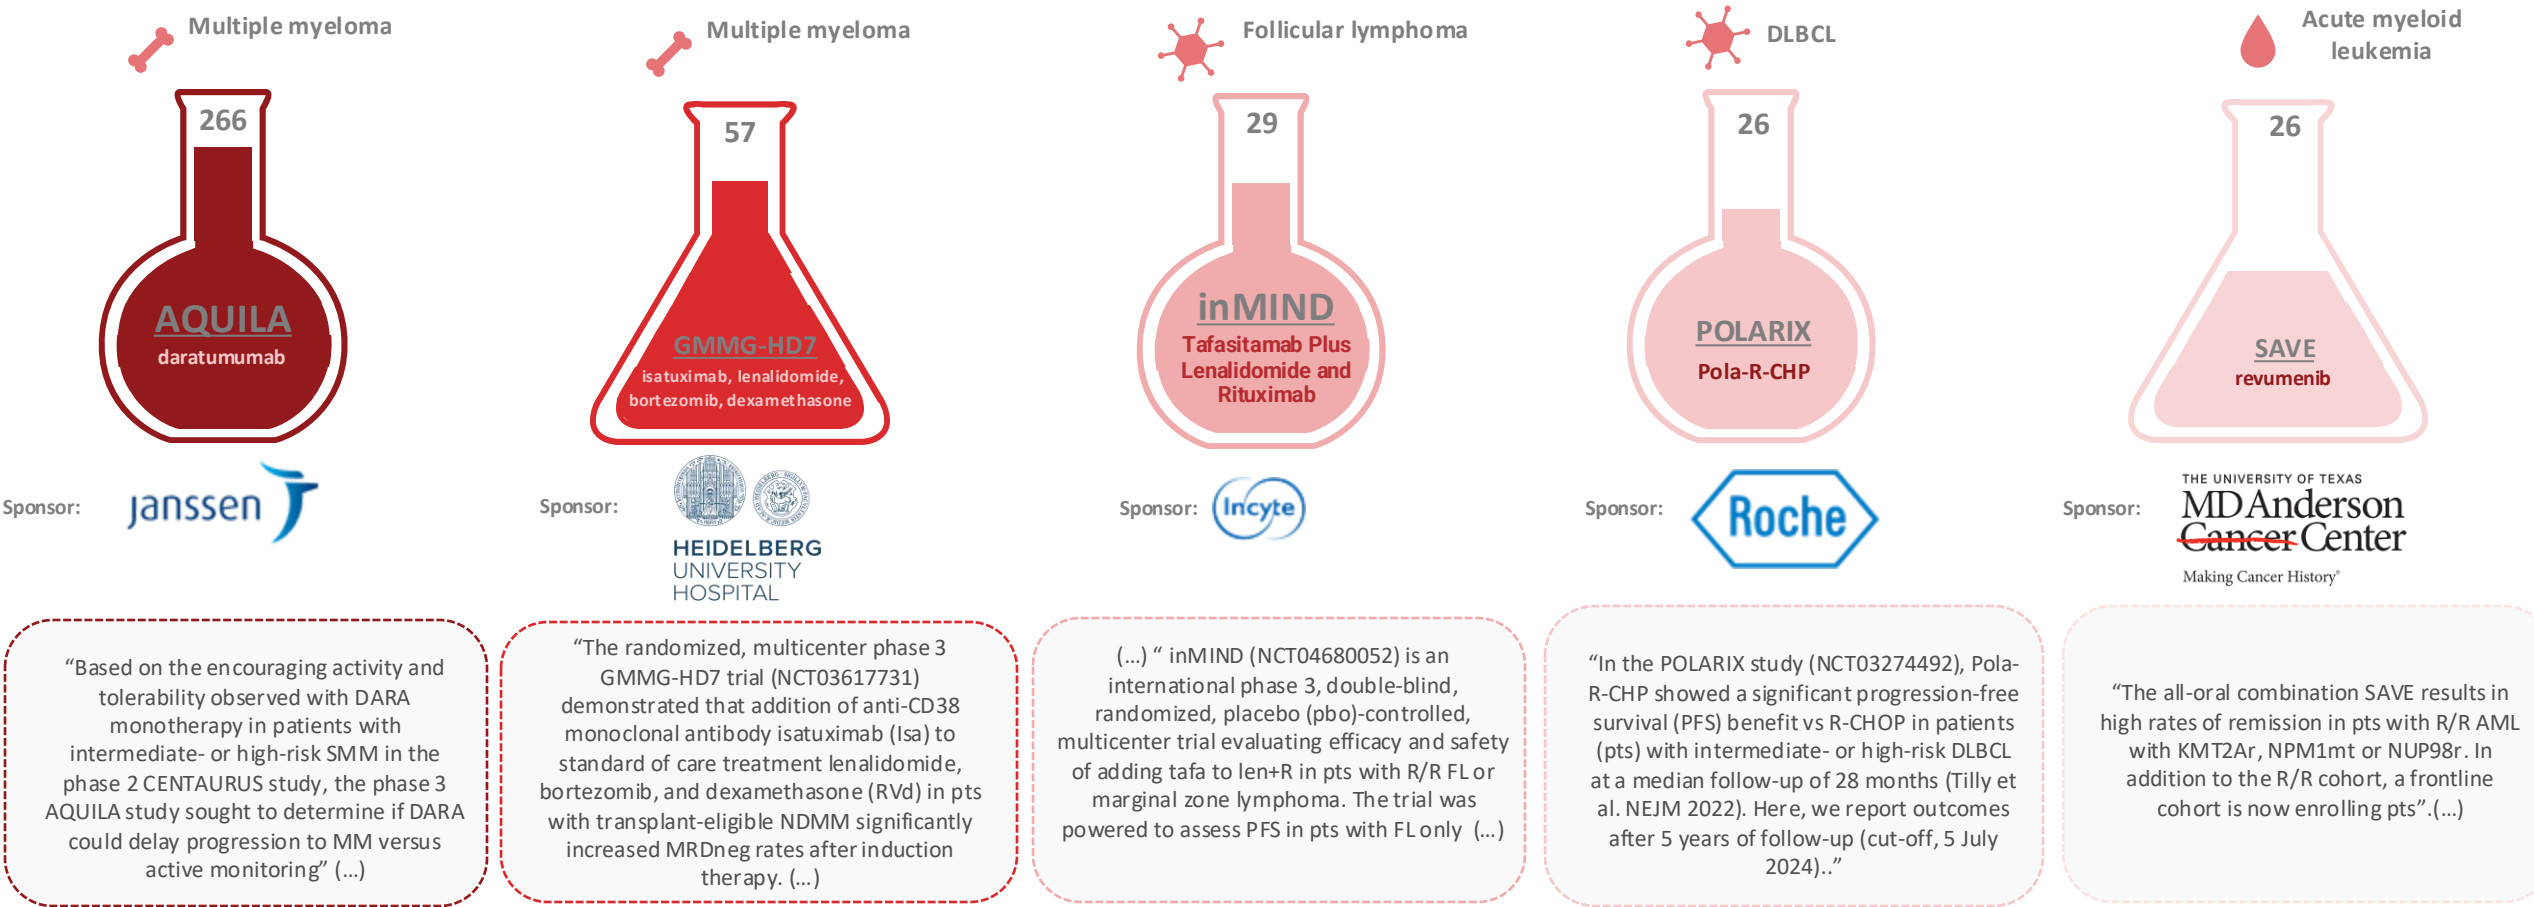 Multiple myeloma
266
AQUILA
daratumumab
Sponsor:
janssen
“Based on the encouraging activity and
tolerability observed with DARA
monotherapy in patients with
intermediate- or high-risk SMM in the
phase 2 CENTAURUS study, the phase 3
AQUILA study sought to determine if DARA
could delay progression to MM versus
active monitoring” (…)
Multiple myeloma
57
GMMG-HD7
isatuximab, lenalidomide,
bortezomib, dexamethasone
Sponsor:
HEIDELBERG
UNIVERSITY
HOSPITAL
“The randomized, multicenter phase 3
GMMG-HD7 trial (NCT03617731)
demonstrated that addition of anti-CD38
monoclonal antibody isatuximab (Isa) to
standard of care treatment lenalidomide,
bortezomib, and dexamethasone (RVd) in pts
with transplant-eligible NDMM significantly
increased MRDneg rates after induction
therapy. (…)
Follicular lymphoma
29
inMIND
Tafasitamab Plus
Lenalidomide and
Rituximab
Sponsor:
Incyte
(…) “ inMIND (NCT04680052) is an
international phase 3, double-blind,
randomized, placebo (pbo)-controlled,
multicenter trial evaluating efficacy and safety
of adding tafa to len+R in pts with R/R FL or
marginal zone lymphoma. The trial was
powered to assess PFS in pts with FL only (…)
DLBCL
26
POLARIX
Pola-R-CHP
Sponsor:
Roche
“In the POLARIX study (NCT03274492), Pola-
R-CHP showed a significant progression-free
survival (PFS) benefit vs R-CHOP in patients
(pts) with intermediate- or high-risk DLBCL
at a median follow-up of 28 months (Tilly et
al. NEJM 2022). Here, we report outcomes
after 5 years of follow-up (cut-off, 5 July
2024)..”
Acute myeloid
leukemia
26
SAVE
revumenib
Sponsor:
THE UNIVERSITY OF TEXAS
MD Anderson
Cancer Center
Making Cancer History®
“The all-oral combination SAVE results in
high rates of remission in pts with R/R AML
with KMT2Ar, NPM1mt or NUP98r. In
addition to the R/R cohort, a frontline
cohort is now enrolling pts”.(…)